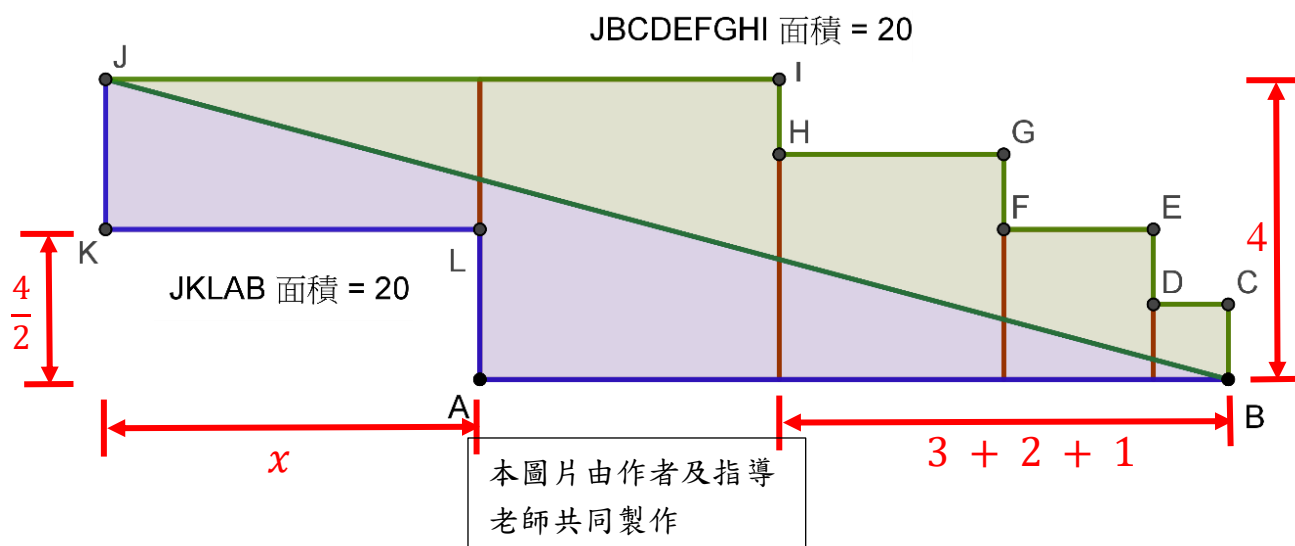 JBCDEFGHI 面積 = 20
J
I
H
G
4
F
E
K
L
D
C
4
2
JKLAB 面積 = 20
A
B
x
3 + 2 + 1
本圖片由作者及指導
老師共同製作